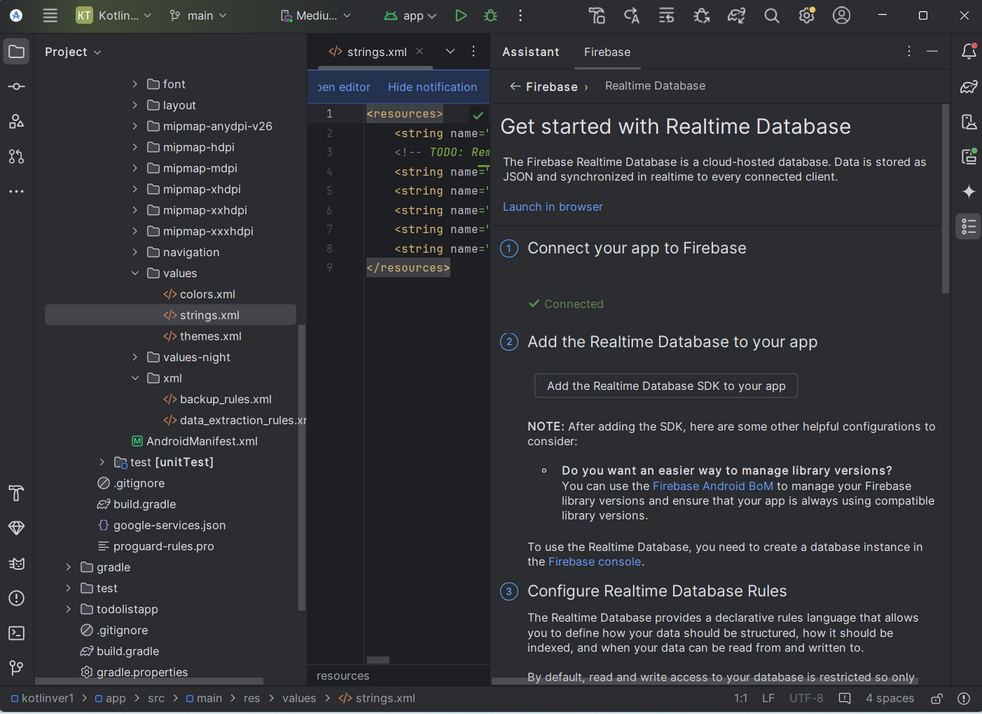 KT Kotlin... main Mediu... app
Project
font
layout
mipmap-anydpi-v26
mipmap-hdpi
mipmap-mdpi
mipmap-xhdpi
mipmap-xxhdpi
mipmap-xxxhdpi
navigation
values
colors.xml
strings.xml
themes.xml
values-night
xml
backup_rules.xml
data_extraction_rules.xr
AndroidManifest.xml
test [unitTest]
.gitignore
build.gradle
google-services.json
proguard-rules.pro
gradle
test
todolistapp
.gitignore
build.gradle
gradle.properties
strings.xml
pen editor Hide notification
1 <resources>
2 <string name='
3 <!-- TODO: Rem
4 <string name='
5 <string name='
6 <string name='
7 <string name='
8 <string name='
9 </resources>
resources
Assistant Firebase
← Firebase › Realtime Database
Get started with Realtime Database
The Firebase Realtime Database is a cloud-hosted database. Data is stored as
JSON and synchronized in realtime to every connected client.
Launch in browser
1 Connect your app to Firebase
Connected
2 Add the Realtime Database to your app
Add the Realtime Database SDK to your app
NOTE: After adding the SDK, here are some other helpful configurations to
consider:
Do you want an easier way to manage library versions?
You can use the Firebase Android BoM to manage your Firebase
library versions and ensure that your app is always using compatible
library versions.
To use the Realtime Database, you need to create a database instance in
the Firebase console.
3 Configure Realtime Database Rules
The Realtime Database provides a declarative rules language that allows
you to define how your data should be structured, how it should be
indexed, and when your data can be read from and written to.
By default, read and write access to your database is restricted so only
kotlinver1 > app > src > main > res > values > strings.xml 1:1 LF UTF-8 4 spaces